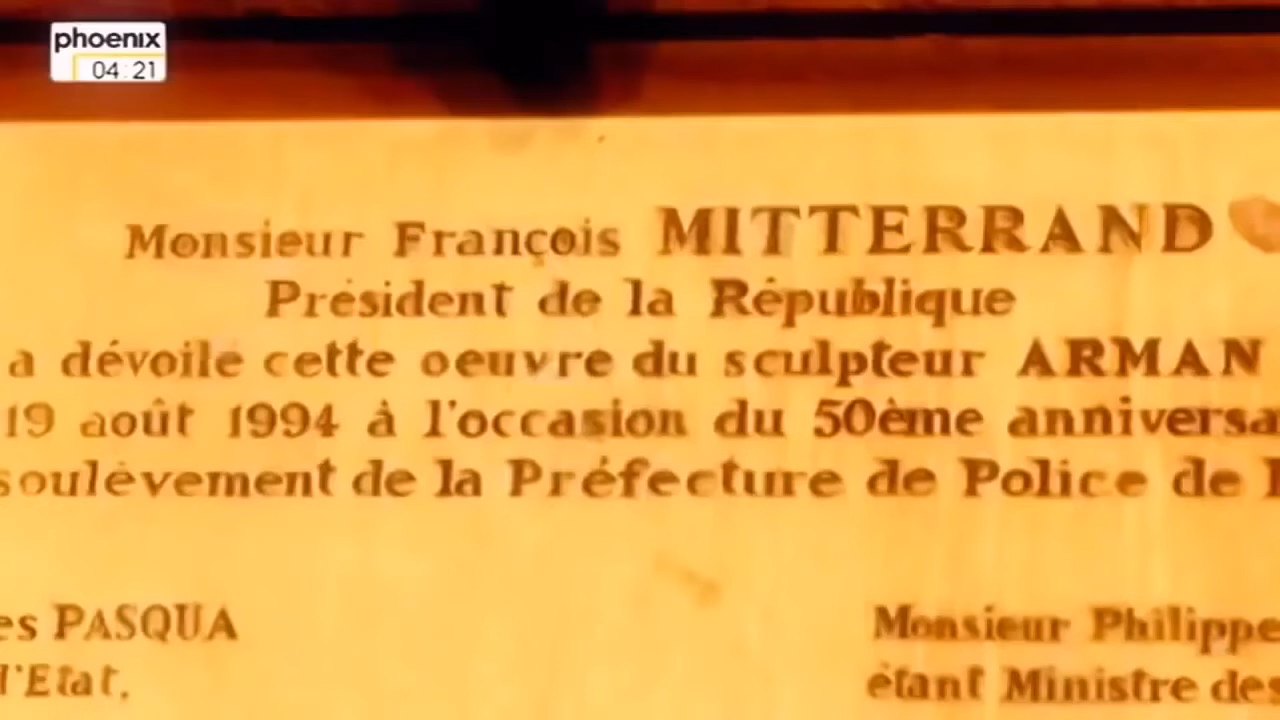 phoenix
04:21
Monsieur François MITTERRAND
Président de la République
a dévoilé cette oeuvre du sculpteur ARMAN
19 août 1994 à l'occasion du 50ème anniversa
soulèvement de la Préfecture de Police de
es PASQUA
l'Etat.
Monsieur Philippe
étant Ministre des